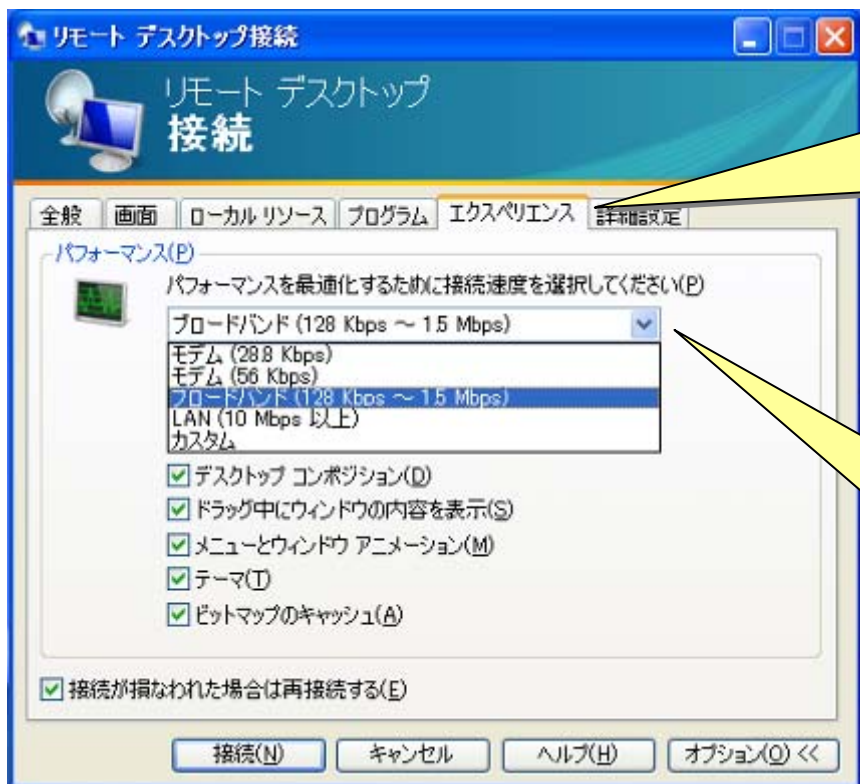 リモート デスクトップ接続
リモート デスクトップ
接続
全般 画面 ローカル リソース プログラム エクスペリエンス 詳細設定
パフォーマンス(P)
パフォーマンスを最適化するために接続速度を選択してください(P)
ブロードバンド (128 Kbps ～ 1.5 Mbps)
モデム (28.8 Kbps)
モデム (56 Kbps)
ブロードバンド (128 Kbps ～ 1.5 Mbps)
LAN (10 Mbps 以上)
カスタム
デスクトップ コンポジション(D)
ドラッグ中にウィンドウの内容を表示(S)
メニューとウィンドウ アニメーション(M)
テーマ(T)
ビットマップのキャッシュ(A)
接続が損なわれた場合は再接続する(E)
接続(N) キャンセル ヘルプ(H) オプション(O) <<